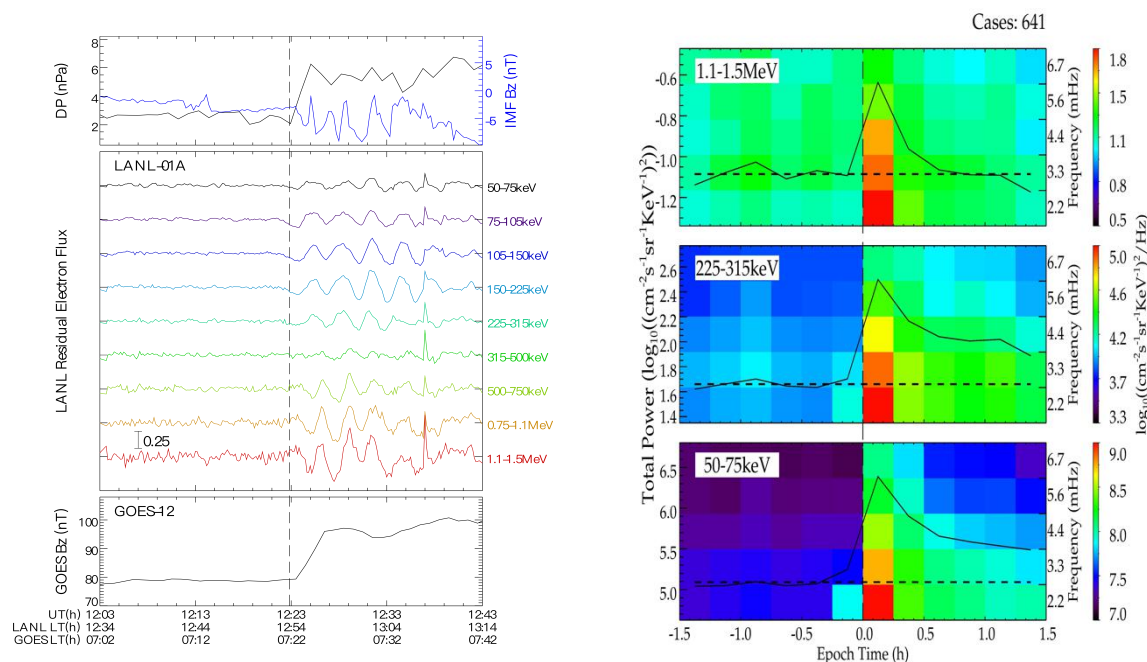 8
6
4
2
DP (nPa)
5
0
-5
IMF Bz (nT)
LANL-01A
LANL Residual Electron Flux
50-75keV
75-105keV
105-150keV
150-225keV
225-315keV
315-500keV
500-750keV
0.75-1.1MeV
1.1-1.5MeV
0.25
GOES-12
GOES Bz (nT)
100
90
80
70
UT(h) 12:03 12:13 12:23 12:33 12:43
LANL LT(h) 12:34 12:44 12:54 13:04 13:14
GOES LT(h) 07:02 07:12 07:22 07:32 07:42
Cases: 641
1.1-1.5MeV
-0.6
-0.8
-1.0
-1.2
6.7
5.6
4.4
3.3
2.2
Frequency (mHz)
1.8
1.5
1.1
0.8
0.5
225-315keV
2.6
2.4
2.2
2.0
1.8
1.6
1.4
6.7
5.6
4.4
3.3
2.2
Frequency (mHz)
5.0
4.6
4.2
3.7
3.3
Total Power (log10((cm-2s-1sr-1KeV-1)2))
log10((cm-2s-1sr-1KeV-1)2/Hz)
50-75keV
6.5
6.0
5.5
5.0
6.7
5.6
4.4
3.3
2.2
Frequency (mHz)
9.0
8.5
8.0
7.5
7.0
-1.5 -1.0 -0.5 0.0 0.5 1.0 1.5
Epoch Time (h)